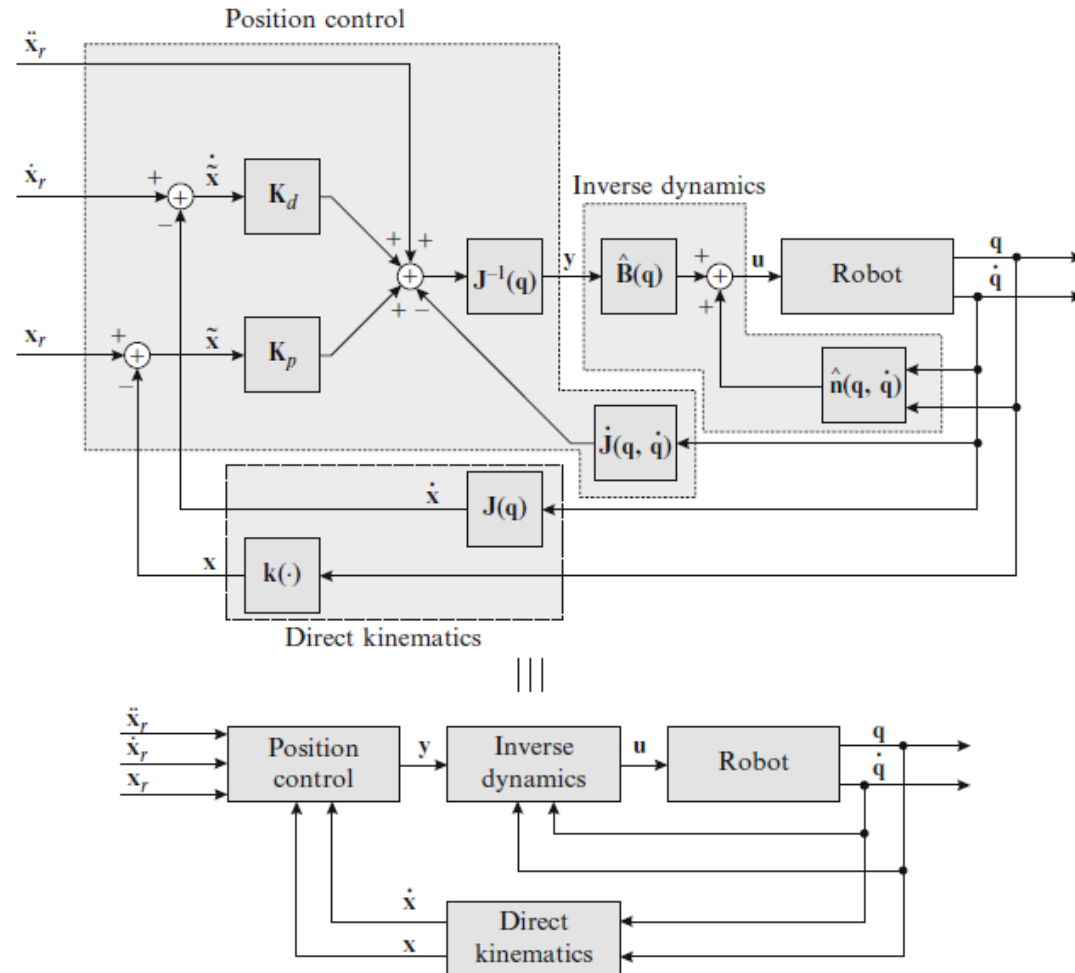 Position control
ẍ_r
ẋ_r
+
−
+
x̃̇
K_d
Inverse dynamics
+
+
+
−
+
J⁻¹(q)
y
B̂(q)
+
+
+
u
Robot
q
q̇
x_r
+
−
+
x̃
K_p
n̂(q, q̇)
J̇(q, q̇)
ẋ
J(q)
x
k(·)
Direct kinematics
|||
ẍ_r
ẋ_r
x_r
Position
control
y
Inverse
dynamics
u
Robot
q
q̇
ẋ
x
Direct
kinematics